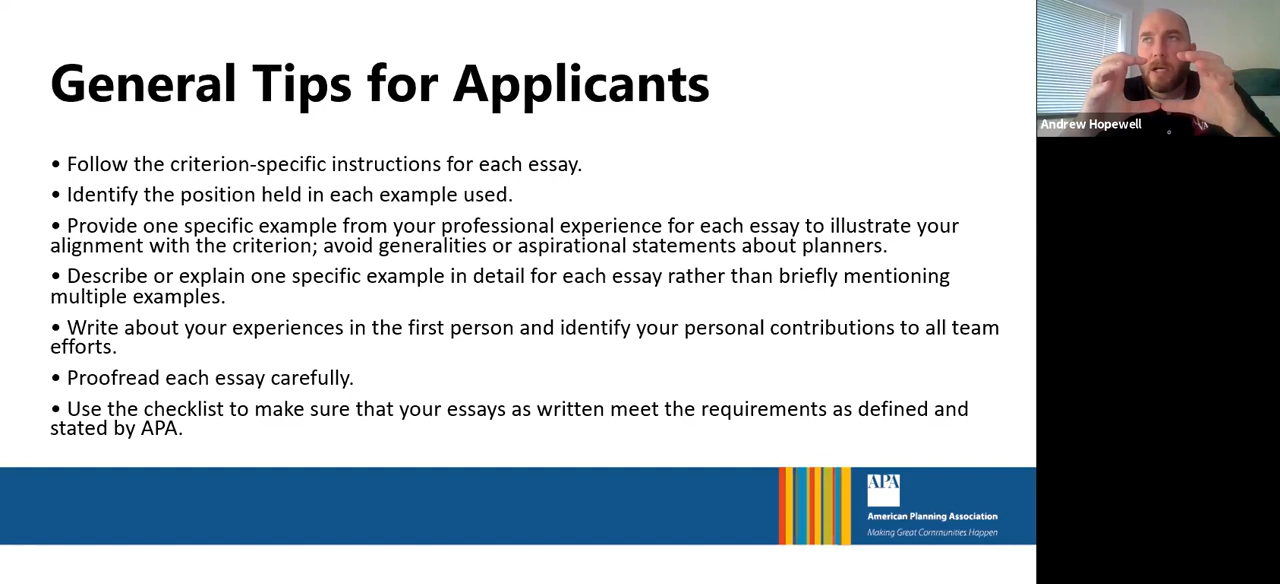 General Tips for Applicants
• Follow the criterion-specific instructions for each essay.
• Identify the position held in each example used.
• Provide one specific example from your professional experience for each essay to illustrate your
alignment with the criterion; avoid generalities or aspirational statements about planners.
• Describe or explain one specific example in detail for each essay rather than briefly mentioning
multiple examples.
• Write about your experiences in the first person and identify your personal contributions to all team
efforts.
• Proofread each essay carefully.
• Use the checklist to make sure that your essays as written meet the requirements as defined and
stated by APA.
APA
American Planning Association
Making Great Communities Happen
Andrew Hopewell